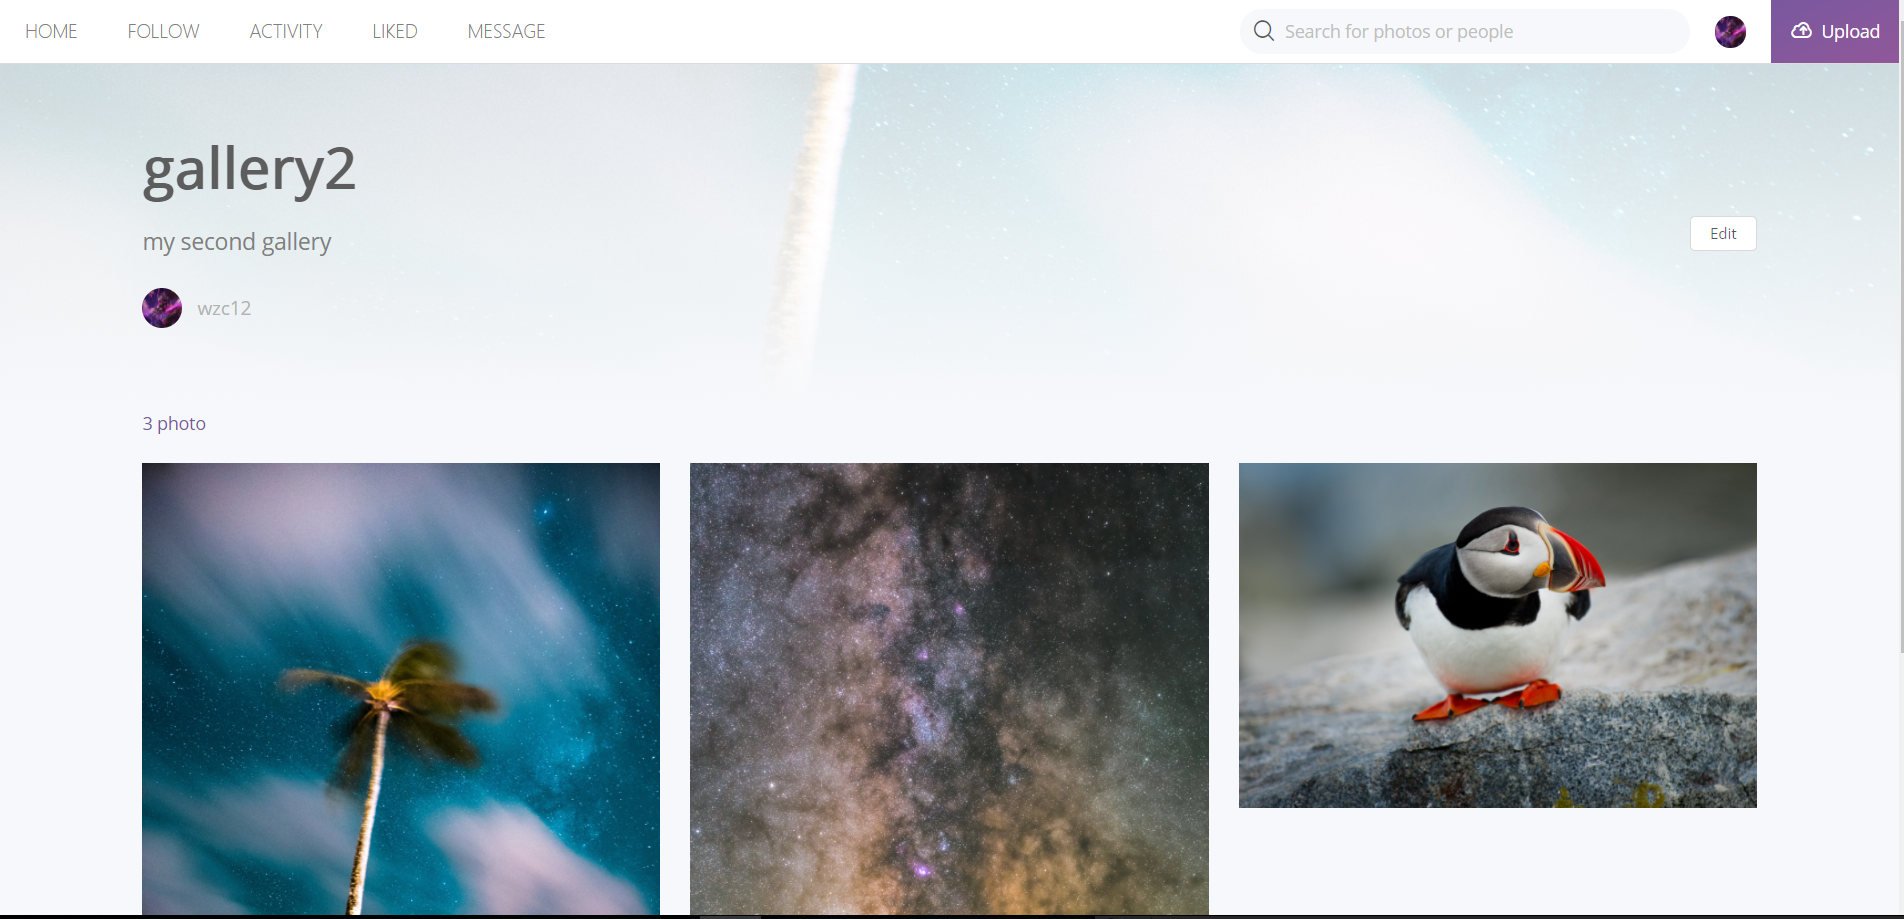 HOME FOLLOW ACTIVITY LIKED MESSAGE Search for photos or people Upload
gallery2
my second gallery
Edit
wzc12
3 photo